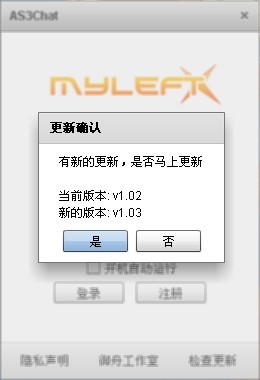 AS3Chat
MYLEFT
更新确认
有新的更新，是否马上更新
当前版本: v1.02
新的版本: v1.03
是
否
开机自动运行
登录
注册
隐私声明
御舟工作室
检查更新